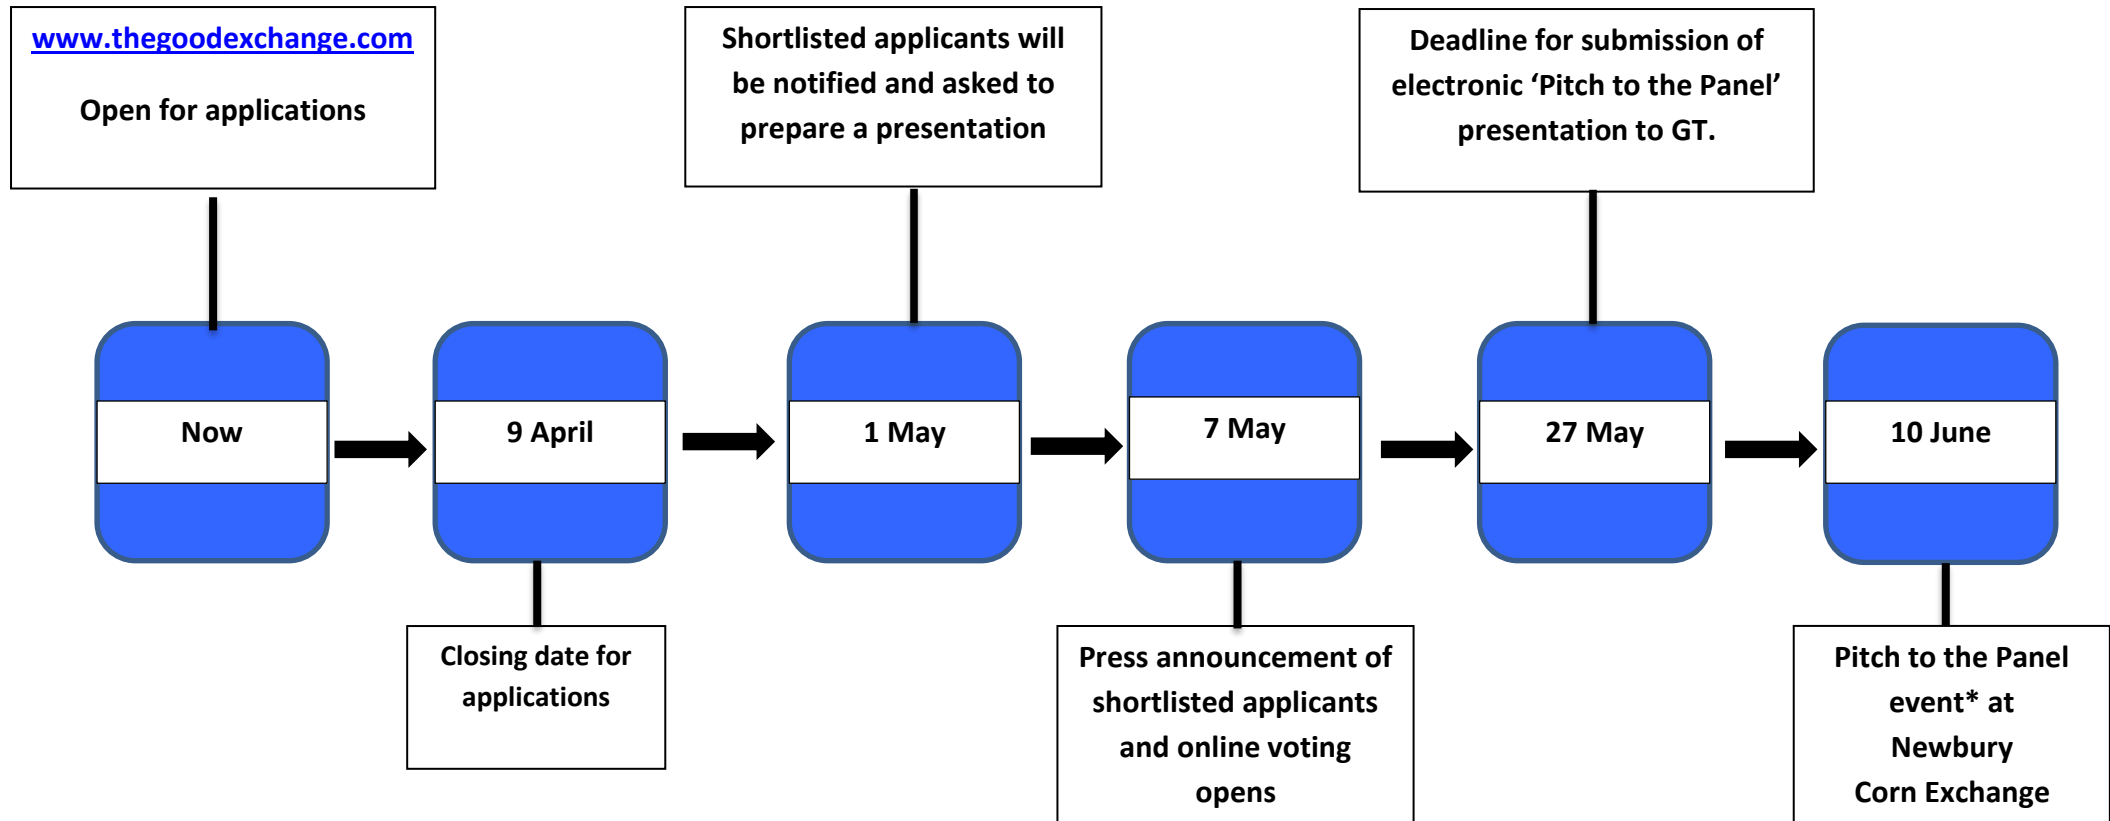 www.thegoodexchange.com
Open for applications
Shortlisted applicants will
be notified and asked to
prepare a presentation
Deadline for submission of
electronic ‘Pitch to the Panel’
presentation to GT.
Now
9 April
1 May
7 May
27 May
10 June
Closing date for
applications
Press announcement of
shortlisted applicants
and online voting
opens
Pitch to the Panel
event* at
Newbury
Corn Exchange